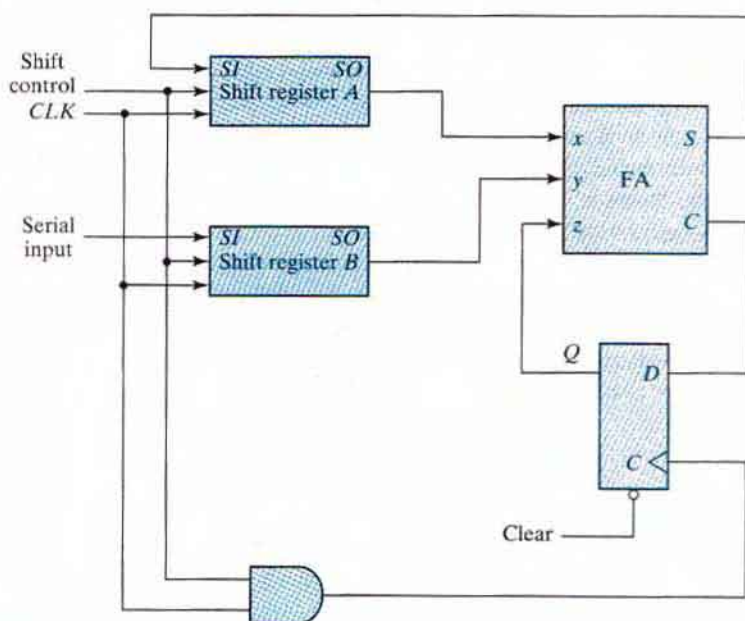 Shift
control
CLK
SI SO
Shift register A
Serial
input
SI SO
Shift register B
x S
y FA
z C
Q
D
C
Clear